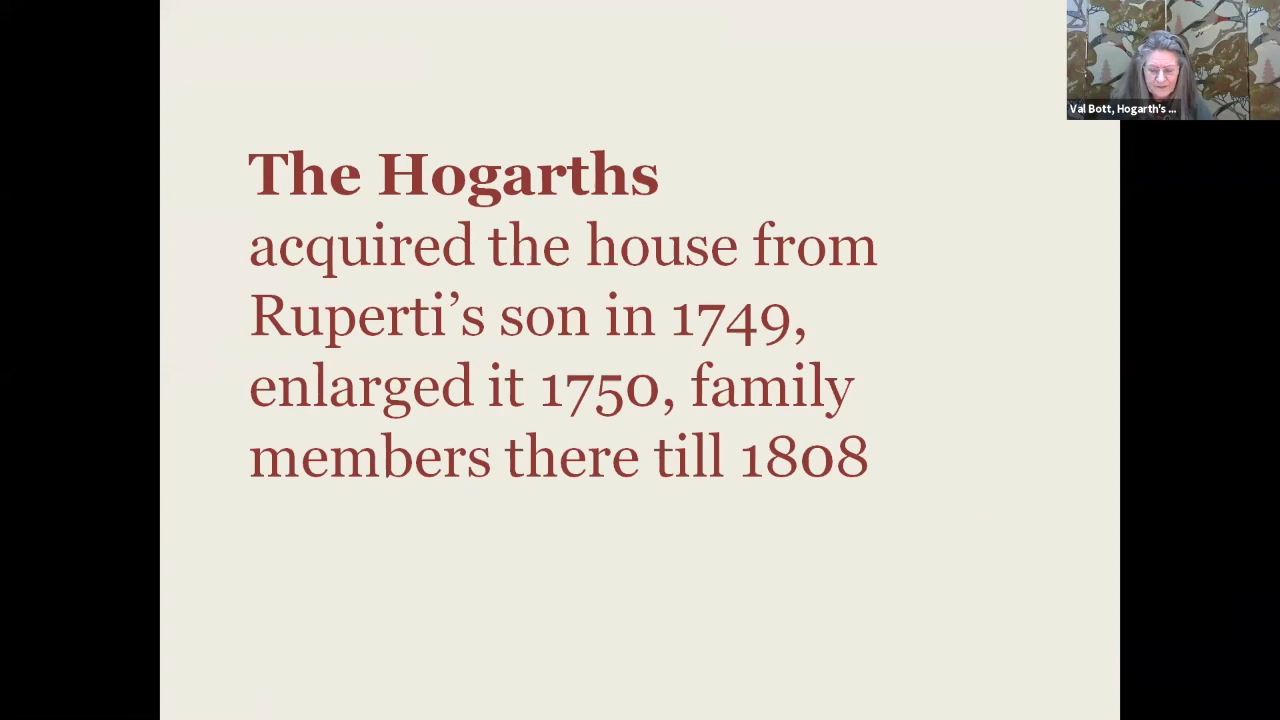 Val Bott, Hogarth's ...
The Hogarths
acquired the house from
Ruperti’s son in 1749,
enlarged it 1750, family
members there till 1808